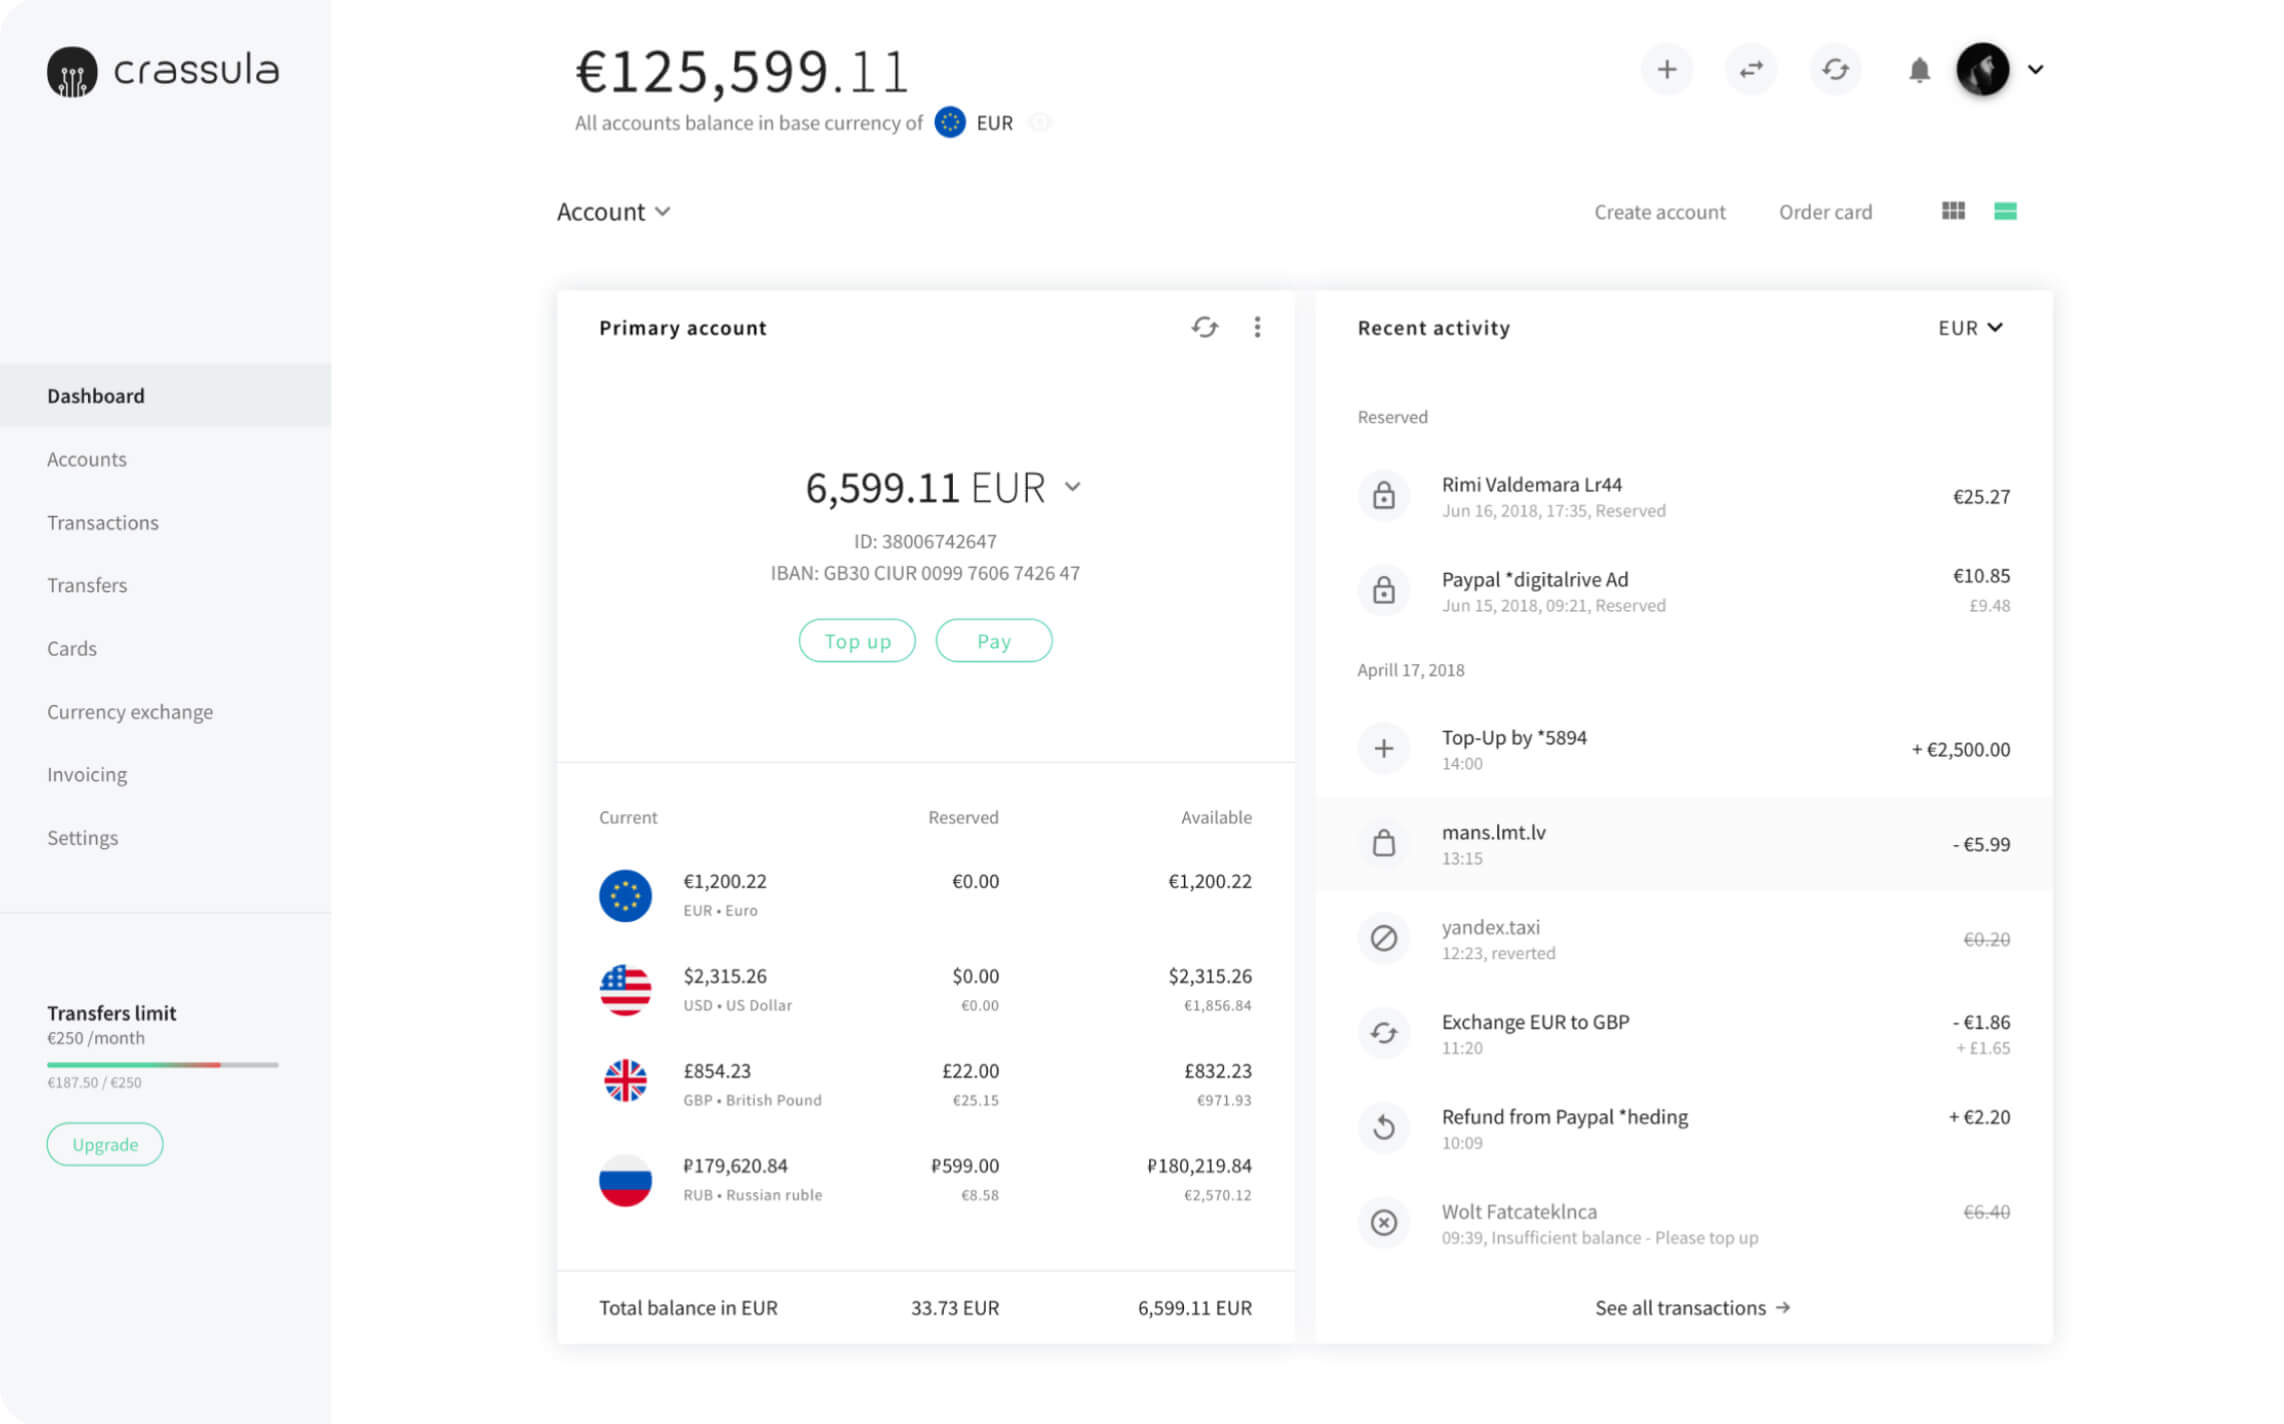 crassula
€125,599.11
All accounts balance in base currency of EUR
Account
Create account
Order card
Dashboard
Accounts
Transactions
Transfers
Cards
Currency exchange
Invoicing
Settings
Transfers limit
€250 /month
€187.50 / €250
Upgrade
Primary account
6,599.11 EUR
ID: 38006742647
IBAN: GB30 CIUR 0099 7606 7426 47
Top up
Pay
Current Reserved Available
€1,200.22 €0.00 €1,200.22
EUR • Euro
$2,315.26 $0.00 $2,315.26
USD • US Dollar €0.00 €1,856.84
£854.23 £22.00 £832.23
GBP • British Pound €25.15 €971.93
₽179,620.84 ₽599.00 ₽180,219.84
RUB • Russian ruble €8.58 €2,570.12
Total balance in EUR 33.73 EUR 6,599.11 EUR
Recent activity EUR
Reserved
Rimi Valdemara Lr44 €25.27
Jun 16, 2018, 17:35, Reserved
Paypal *digitalrive Ad €10.85
Jun 15, 2018, 09:21, Reserved £9.48
Aprill 17, 2018
Top-Up by *5894 + €2,500.00
14:00
mans.lmt.lv - €5.99
13:15
yandex.taxi €0.20
12:23, reverted
Exchange EUR to GBP - €1.86
11:20 + £1.65
Refund from Paypal *heding + €2.20
10:09
Wolt Fatcateklnca €6.40
09:39, Insufficient balance - Please top up
See all transactions →